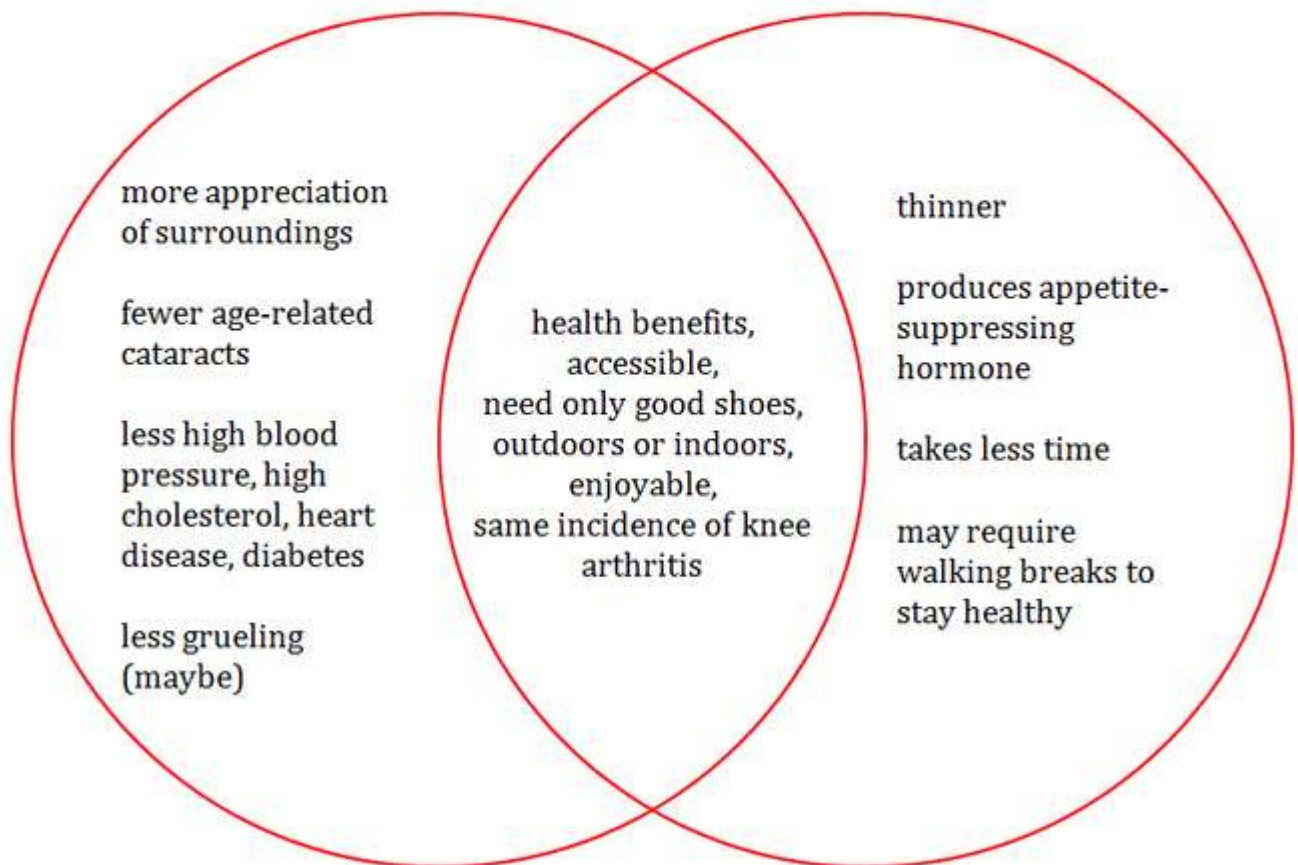 more appreciation
of surroundings
fewer age-related
cataracts
less high blood
pressure, high
cholesterol, heart
disease, diabetes
less grueling
(maybe)
health benefits,
accessible,
need only good shoes,
outdoors or indoors,
enjoyable,
same incidence of knee
arthritis
thinner
produces appetite-
suppressing
hormone
takes less time
may require
walking breaks to
stay healthy